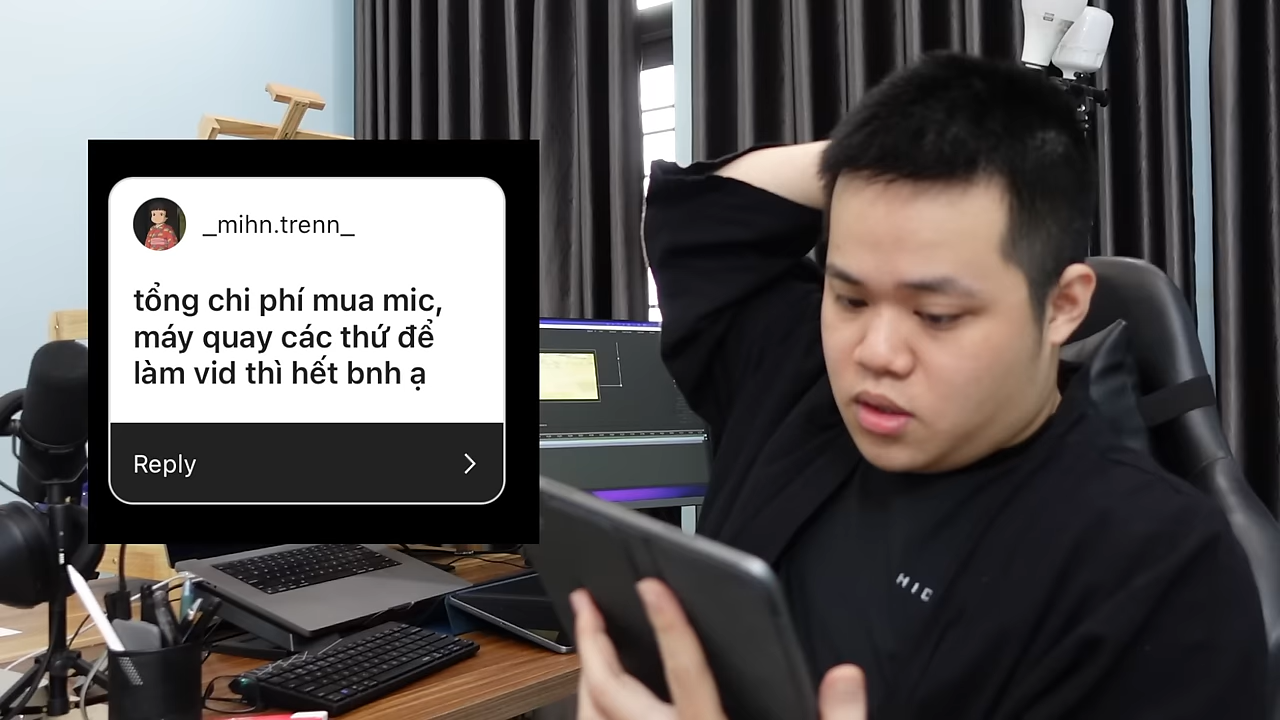 _mihn.trenn_
tổng chi phí mua mic,
máy quay các thứ để
làm vid thì hết bnh ạ
Reply